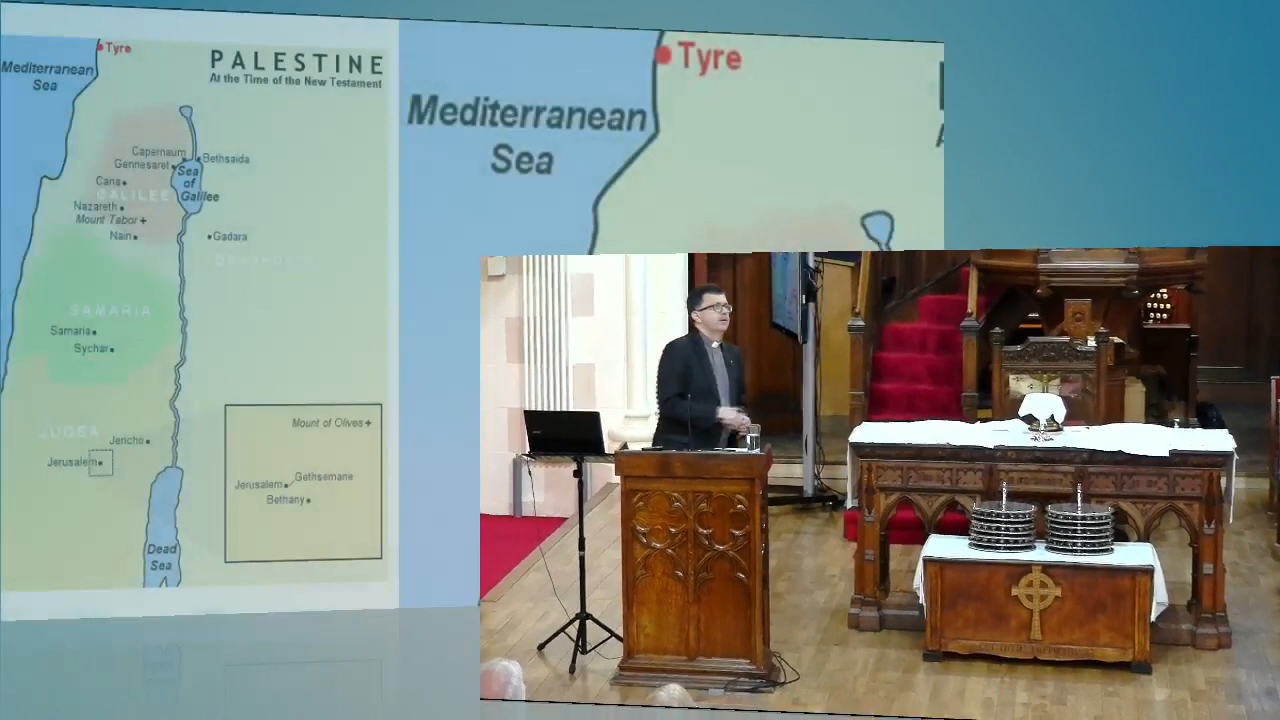 Tyre
PALESTINE
At the Time of the New Testament
Mediterranean
Sea
Capernaum
Bethsaida
Gennesaret
Sea
of
Galilee
Cana
GALILEE
Nazareth
Mount Tabor
Nain
Gadara
SAMARIA
Samaria
Sychar
JUDEA
Jericho
Jerusalem
Mount of Olives
Gethsemane
Jerusalem
Bethany
Dead
Sea
Tyre
Mediterranean
Sea